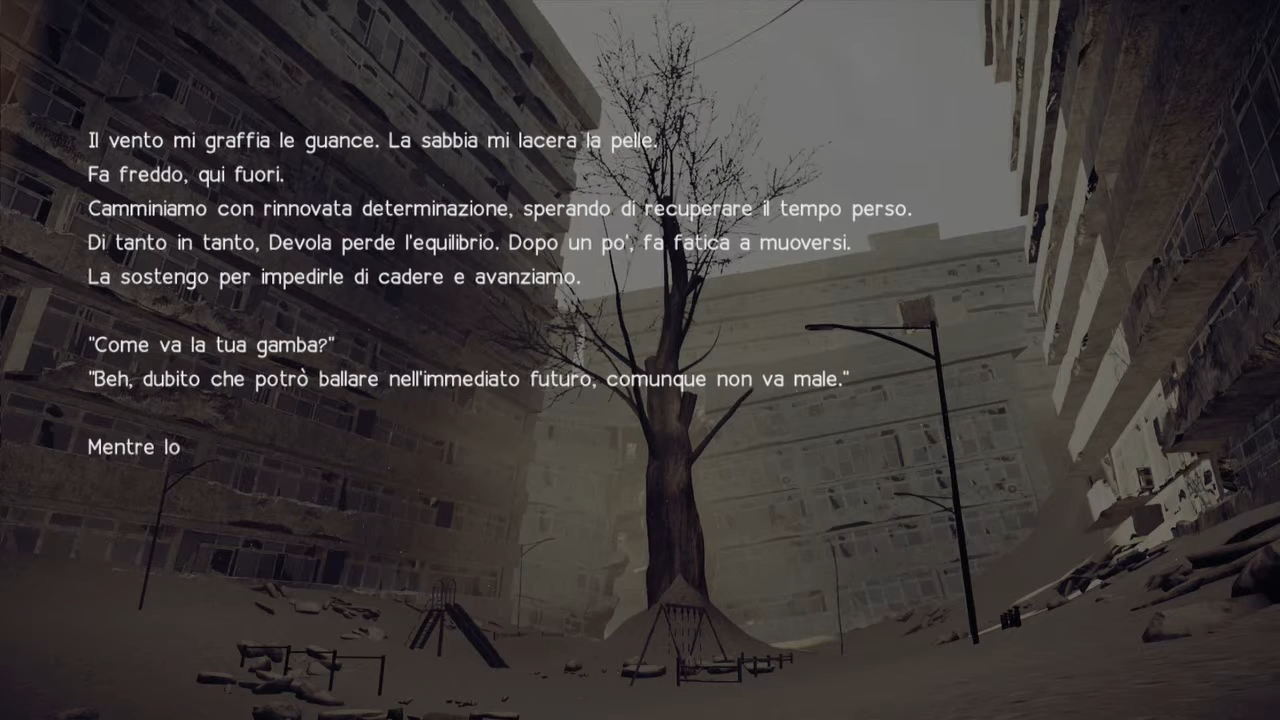 Il vento mi graffia le guance. La sabbia mi lacera la pelle.
Fa freddo, qui fuori.
Camminiamo con rinnovata determinazione, sperando di recuperare il tempo perso.
Di tanto in tanto, Devola perde l'equilibrio. Dopo un po', fa fatica a muoversi.
La sostengo per impedirle di cadere e avanziamo.
"Come va la tua gamba?"
"Beh, dubito che potrò ballare nell'immediato futuro, comunque non va male."
Mentre lo